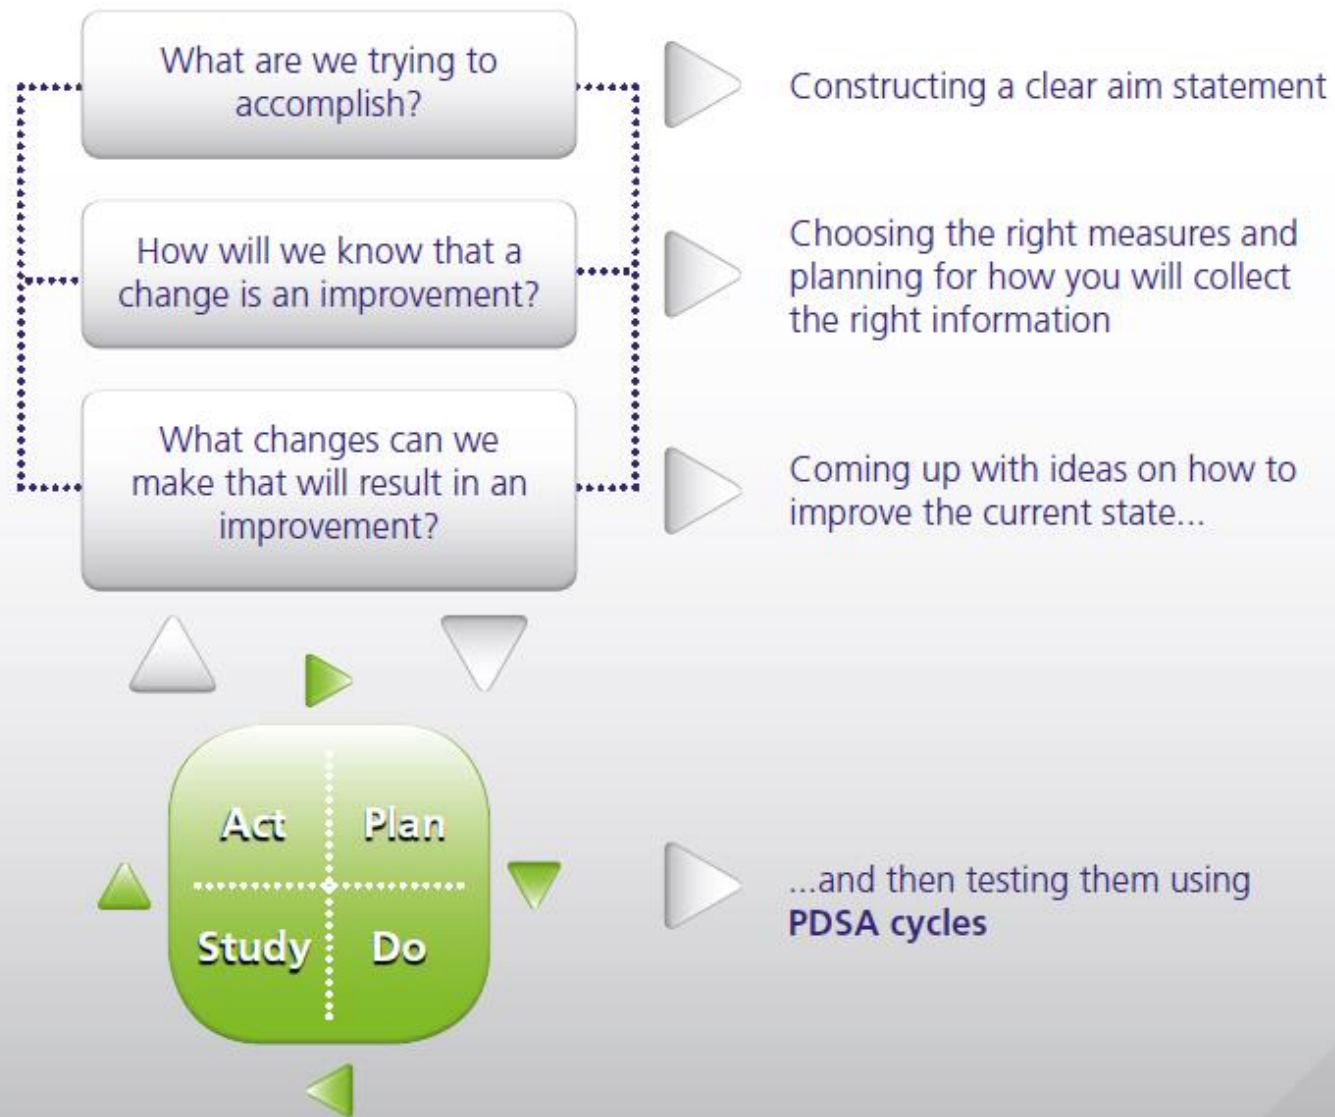 What are we trying to
accomplish?
Constructing a clear aim statement
How will we know that a
change is an improvement?
Choosing the right measures and
planning for how you will collect
the right information
What changes can we
make that will result in an
improvement?
Coming up with ideas on how to
improve the current state...
Act
Plan
Study
Do
...and then testing them using
PDSA cycles